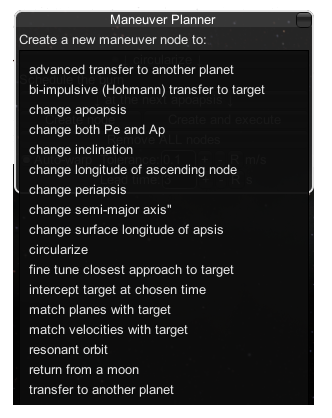 Maneuver Planner
Create a new maneuver node to:
advanced transfer to another planet
bi-impulsive (Hohmann) transfer to target
change apoapsis
change both Pe and Ap
change inclination
change longitude of ascending node
change periapsis
change semi-major axis"
change surface longitude of apsis
circularize
fine tune closest approach to target
intercept target at chosen time
match planes with target
match velocities with target
resonant orbit
return from a moon
transfer to another planet